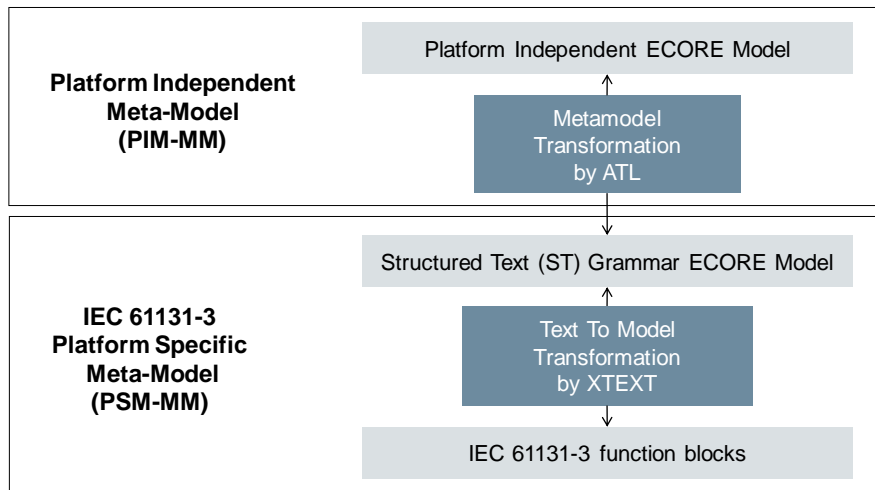 Platform Independent ECORE Model
Platform Independent
Meta-Model
(PIM-MM)
Metamodel
Transformation
by ATL
Structured Text (ST) Grammar ECORE Model
IEC 61131-3
Platform Specific
Meta-Model
(PSM-MM)
Text To Model
Transformation
by XTEXT
IEC 61131-3 function blocks